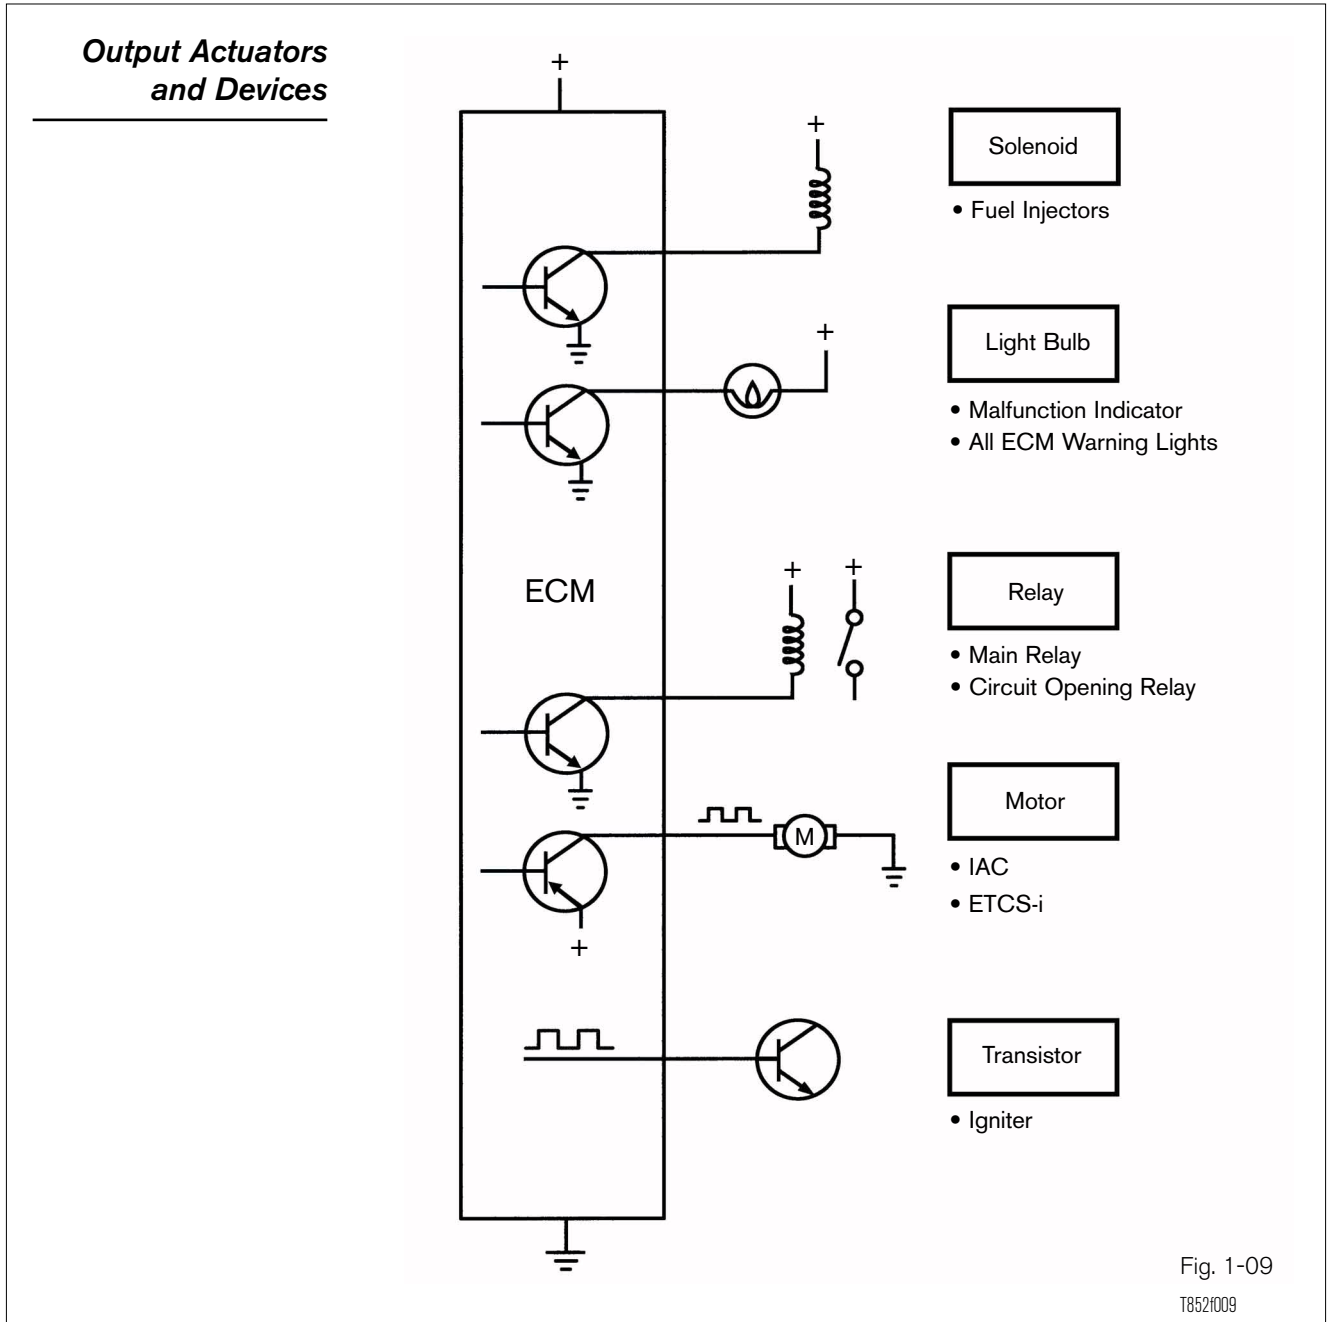 Output Actuators
and Devices
+
+
Solenoid
• Fuel Injectors
+
Light Bulb
• Malfunction Indicator
• All ECM Warning Lights
ECM
+ +
Relay
• Main Relay
• Circuit Opening Relay
M
Motor
• IAC
• ETCS-i
+
Transistor
• Igniter
Fig. 1-09
T852f009